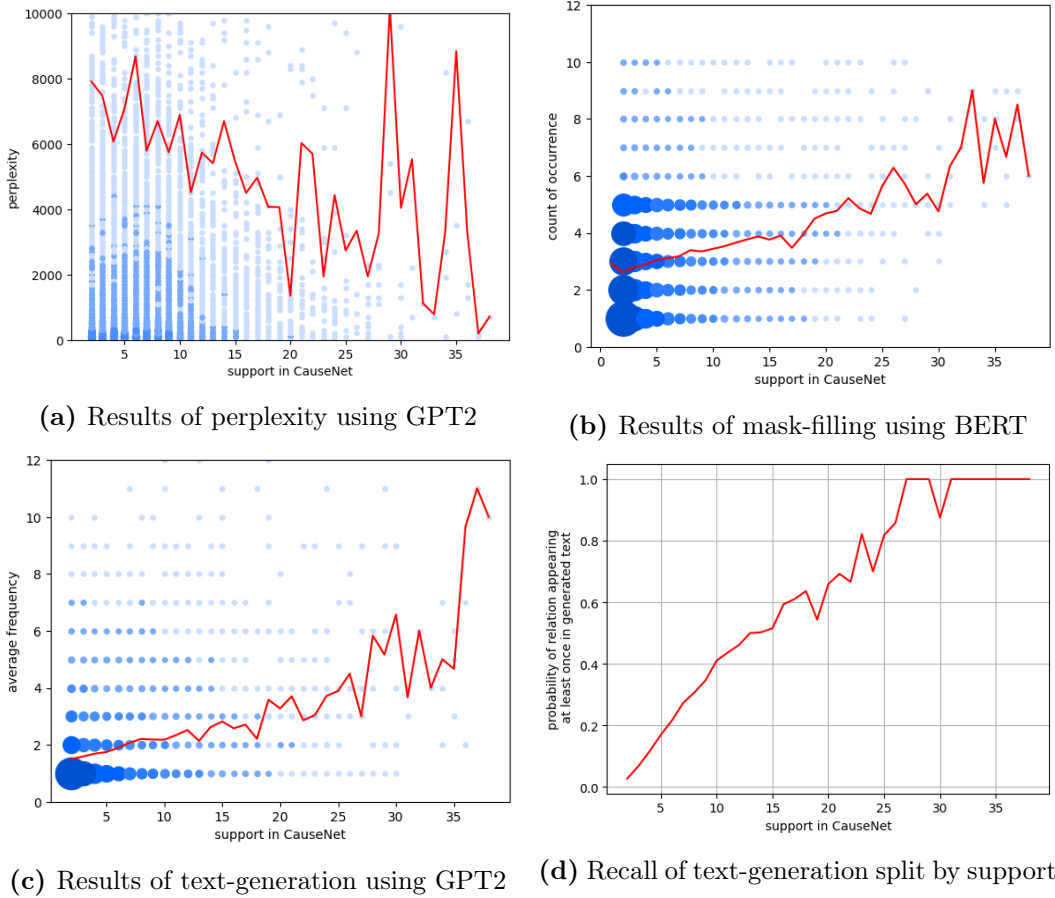 10000
8000
6000
4000
2000
0
perplexity
5 10 15 20 25 30 35
support in CauseNet
(a) Results of perplexity using GPT2
12
10
8
6
4
2
0
count of occurrence
0 5 10 15 20 25 30 35
support in CauseNet
(b) Results of mask-filling using BERT
12
10
8
6
4
2
0
average frequency
5 10 15 20 25 30 35
support in CauseNet
(c) Results of text-generation using GPT2
1.0
0.8
0.6
0.4
0.2
0.0
probability of relation appearing
at least once in generated text
5 10 15 20 25 30 35
support in CauseNet
(d) Recall of text-generation split by support